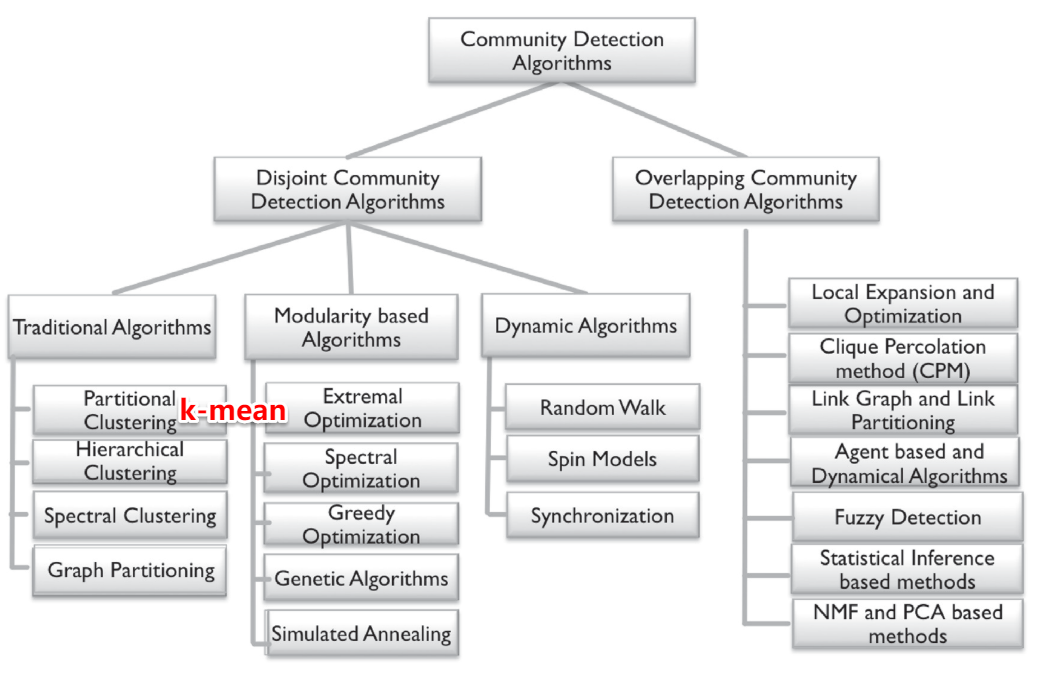 Community Detection
Algorithms
Disjoint Community
Detection Algorithms
Overlapping Community
Detection Algorithms
Traditional Algorithms
Partitional
Clustering
k-mean
Hierarchical
Clustering
Spectral Clustering
Graph Partitioning
Modularity based
Algorithms
Extremal
Optimization
Spectral
Optimization
Greedy
Optimization
Genetic Algorithms
Simulated Annealing
Dynamic Algorithms
Random Walk
Spin Models
Synchronization
Local Expansion and
Optimization
Clique Percolation
method (CPM)
Link Graph and Link
Partitioning
Agent based and
Dynamical Algorithms
Fuzzy Detection
Statistical Inference
based methods
NMF and PCA based
methods